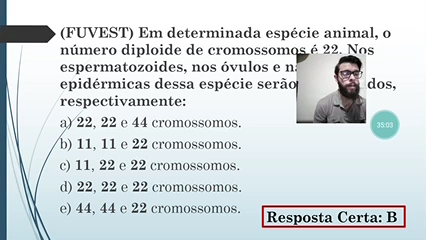 (FUVEST) Em determinada espécie animal, o
número diploide de cromossomos é 22. Nos
espermatozoides, nos óvulos e
epidérmicas dessa espécie serão
respectivamente:
a) 22, 22 e 44 cromossomos.
b) 11, 11 e 22 cromossomos.
c) 11, 22 e 22 cromossomos.
d) 22, 22 e 22 cromossomos.
e) 44, 44 e 22 cromossomos.
35:03
Resposta Certa: B